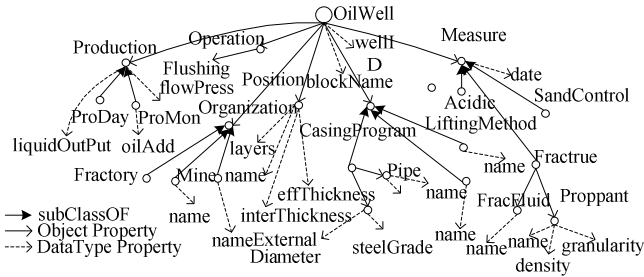 OilWell
Operation
Measure
Production
wellI
D
Flushing
flowPress
Position
blockName
date
ProDay
ProMon
Organization
Acidic
SandControl
CasingProgram
LiftingMethod
liquidOutPut
oilAdd
layers
name
Fractrue
Fractory
Mine
name
Pipe
effThickness
name
FracFluid
Proppant
subClassOF
name
interThickness
Object Property
nameExternal
Diameter
steelGrade
name
name
name
granularity
DataType Property
density